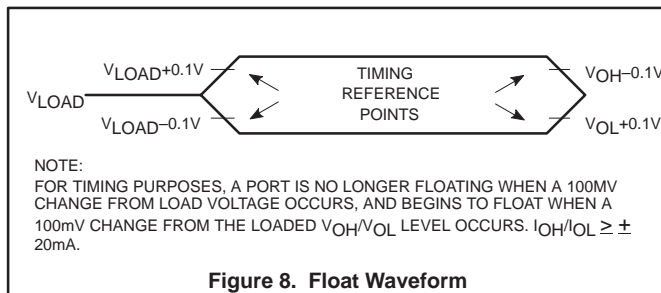 VLOAD+0.1V
TIMING
VOH–0.1V
VLOAD
REFERENCE
VLOAD–0.1V
POINTS
VOL+0.1V
NOTE:
FOR TIMING PURPOSES, A PORT IS NO LONGER FLOATING WHEN A 100MV
CHANGE FROM LOAD VOLTAGE OCCURS, AND BEGINS TO FLOAT WHEN A
100mV CHANGE FROM THE LOADED VOH/VOL LEVEL OCCURS. IOH/IOL ≥ ±
20mA.
Figure 8. Float Waveform